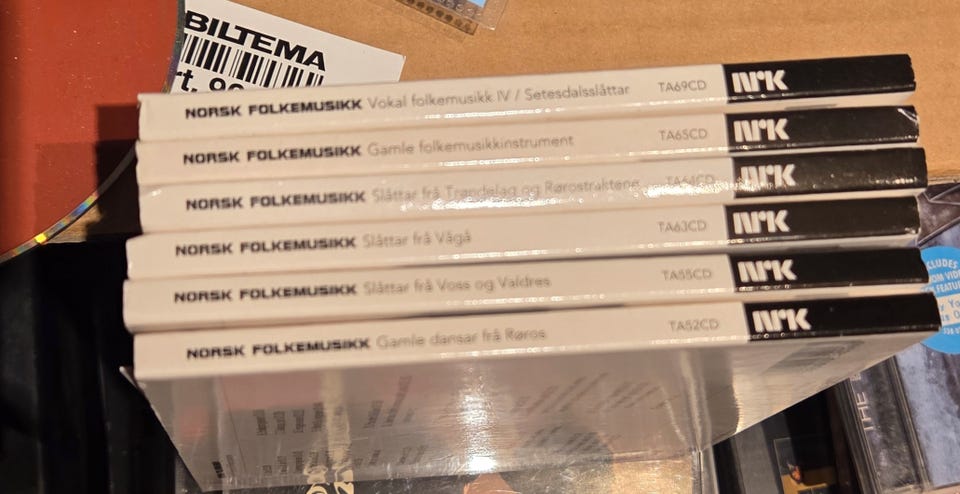 BILTEMA
NORSK FOLKEMUSIKK Vokal folkemusikk IV / Setesdalsslåttar TA69CD NRK
NORSK FOLKEMUSIKK Gamle folkemusikkinstrument TA65CD NRK
NORSK FOLKEMUSIKK Slåttar frå Trøndelag og Rørostraktene TA64CD NRK
NORSK FOLKEMUSIKK Slåttar frå Vågå TA63CD NRK
NORSK FOLKEMUSIKK Slåttar frå Voss og Valdres TA55CD NRK
NORSK FOLKEMUSIKK Gamle dansar frå Røros TA52CD NRK
THE